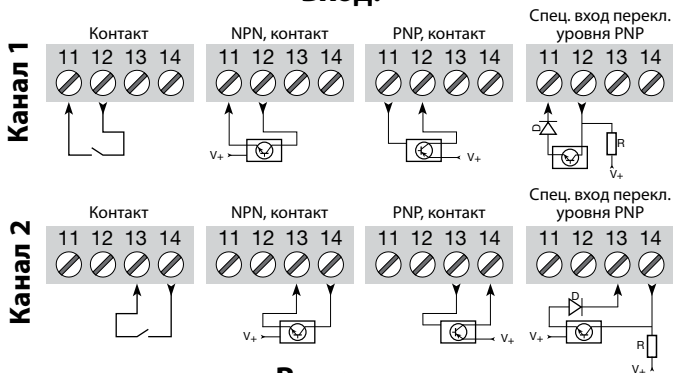 Вход:
Канал 1
Контакт
11 12 13 14
NPN, контакт
11 12 13 14
V+
PNP, контакт
11 12 13 14
V+
Спец. вход перекл.
уровня PNP
11 12 13 14
D
R
V+
Канал 2
Контакт
11 12 13 14
NPN, контакт
11 12 13 14
V+
PNP, контакт
11 12 13 14
V+
Спец. вход перекл.
уровня PNP
11 12 13 14
D
V+
R
V+